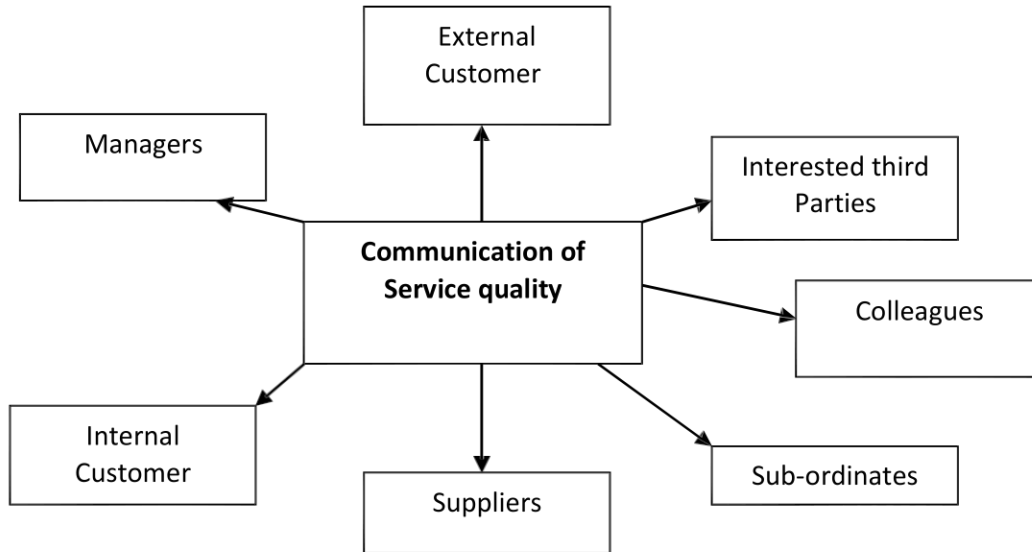 External
Customer
Managers
Interested third
Parties
Communication of
Service quality
Colleagues
Internal
Customer
Sub-ordinates
Suppliers